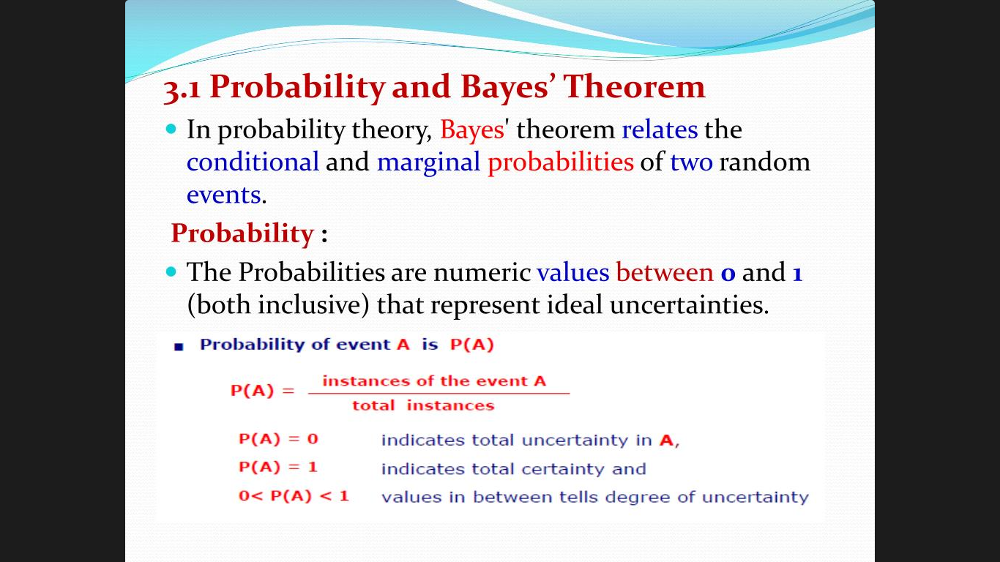 3.1 Probability and Bayes’ Theorem
• In probability theory, Bayes' theorem relates the
conditional and marginal probabilities of two random
events.
Probability :
• The Probabilities are numeric values between 0 and 1
(both inclusive) that represent ideal uncertainties.
▪ Probability of event A is P(A)
P(A) = instances of the event A
total instances
P(A) = 0 indicates total uncertainty in A,
P(A) = 1 indicates total certainty and
0< P(A) < 1 values in between tells degree of uncertainty